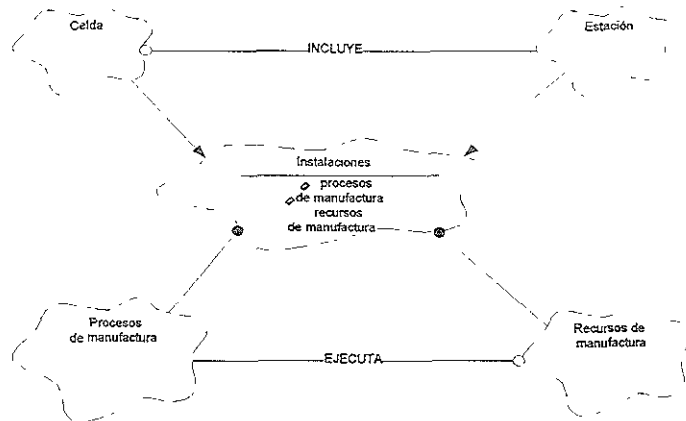 Celda
Estación
INCLUYE
Instalaciones
procesos
de manufactura
recursos
de manufactura
Procesos
de manufactura
Recursos de
manufactura
EJECUTA